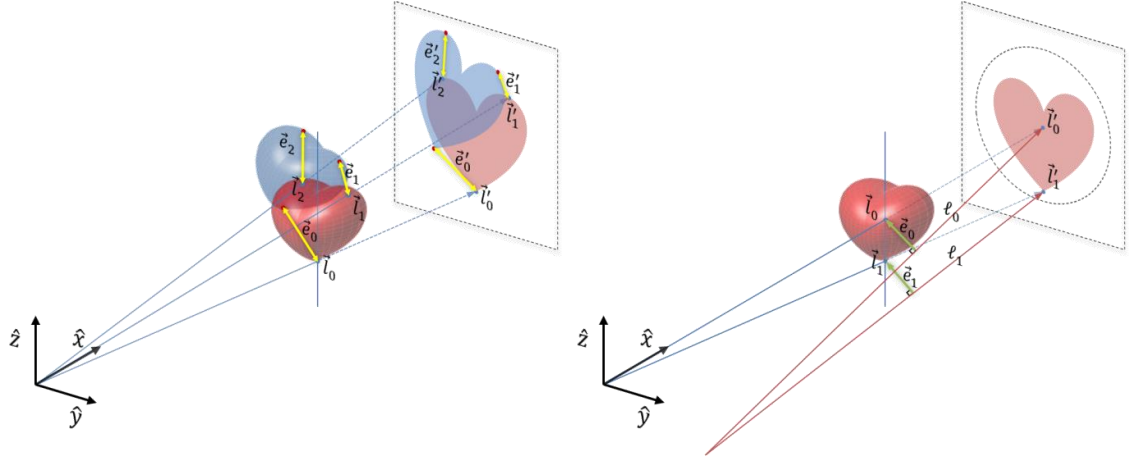 e⃗′₂
l⃗′₂
e⃗′₁
l⃗′₁
e⃗₂
e⃗′₀
e⃗₁
l⃗₂
l⃗′₀
l⃗₁
e⃗₀
l⃗₀
ẑ
x̂
ŷ
l⃗′₀
l⃗′₁
l⃗₀
ℓ₀
e⃗₀
ℓ₁
l⃗₁
e⃗₁
ẑ
x̂
ŷ